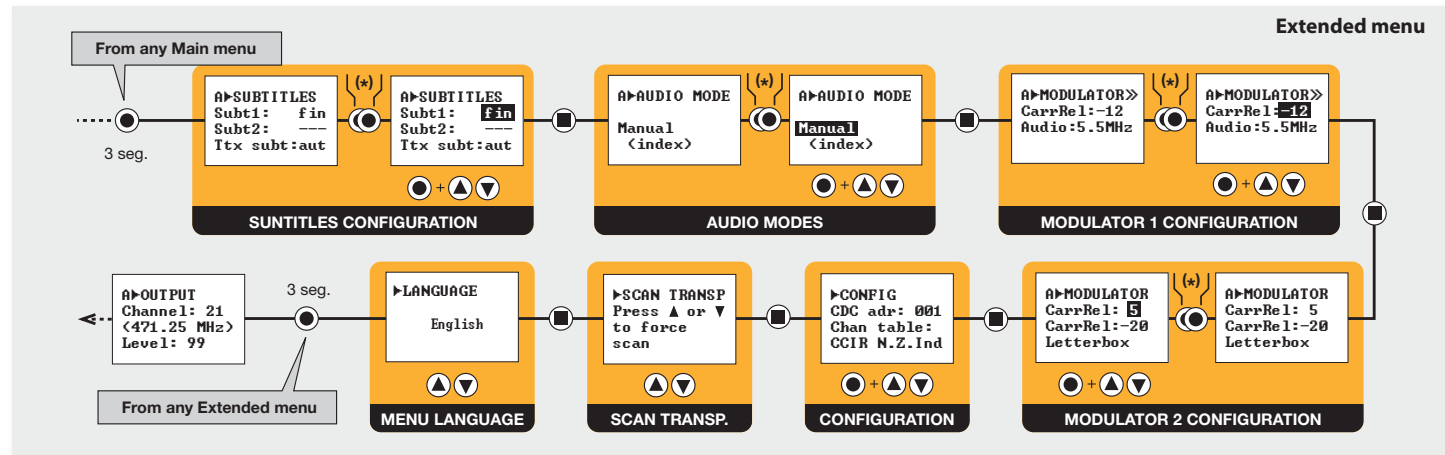 Extended menu
From any Main menu
3 seg.
A▶SUBTITLES
Subt1: fin
Subt2: ---
Ttx subt:aut
(*)
A▶SUBTITLES
Subt1: fin
Subt2: ---
Ttx subt:aut
+
SUNTITLES CONFIGURATION
A▶AUDIO MODE
Manual
(index)
(*)
A▶AUDIO MODE
Manual
(index)
+
AUDIO MODES
A▶MODULATOR»
CarrRel:-12
Audio:5.5MHz
(*)
A▶MODULATOR»
CarrRel:-12
Audio:5.5MHz
+
MODULATOR 1 CONFIGURATION
A▶OUTPUT
Channel: 21
(471.25 MHz)
Level: 99
3 seg.
From any Extended menu
▶LANGUAGE
English
MENU LANGUAGE
▶SCAN TRANSP
Press ▲ or ▼
to force
scan
SCAN TRANSP.
▶CONFIG
CDC adr: 001
Chan table:
CCIR N.Z.Ind
+
CONFIGURATION
A▶MODULATOR
CarrRel: 5
CarrRel:-20
Letterbox
+
(*)
A▶MODULATOR
CarrRel: 5
CarrRel:-20
Letterbox
MODULATOR 2 CONFIGURATION